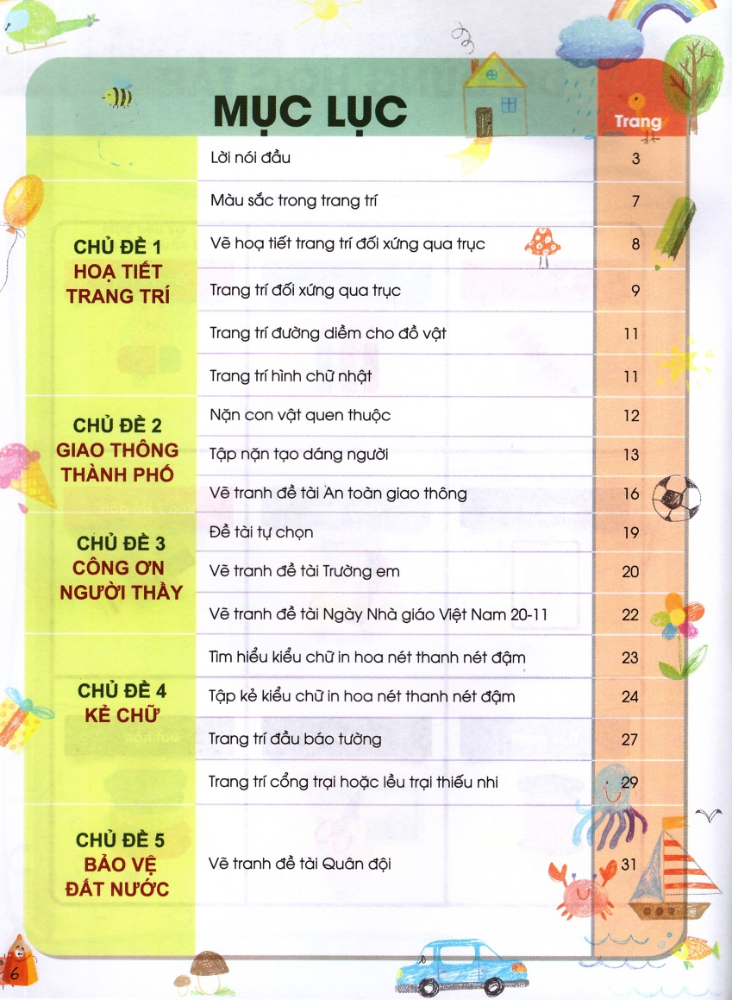 MỤC LỤC
Trang
Lời nói đầu 3
CHỦ ĐỀ 1
HOẠ TIẾT
TRANG TRÍ
Màu sắc trong trang trí 7
Vẽ hoạ tiết trang trí đối xứng qua trục 8
Trang trí đối xứng qua trục 9
Trang trí đường diềm cho đồ vật 11
Trang trí hình chữ nhật 11
CHỦ ĐỀ 2
GIAO THÔNG
THÀNH PHỐ
Nặn con vật quen thuộc 12
Tập nặn tạo dáng người 13
Vẽ tranh đề tài An toàn giao thông 16
CHỦ ĐỀ 3
CÔNG ƠN
NGƯỜI THẦY
Đề tài tự chọn 19
Vẽ tranh đề tài Trường em 20
Vẽ tranh đề tài Ngày Nhà giáo Việt Nam 20-11 22
CHỦ ĐỀ 4
KẺ CHỮ
Tìm hiểu kiểu chữ in hoa nét thanh nét đậm 23
Tập kẻ kiểu chữ in hoa nét thanh nét đậm 24
Trang trí đầu báo tường 27
Trang trí cổng trại hoặc lều trại thiếu nhi 29
CHỦ ĐỀ 5
BẢO VỆ
ĐẤT NƯỚC
Vẽ tranh đề tài Quân đội 31
6